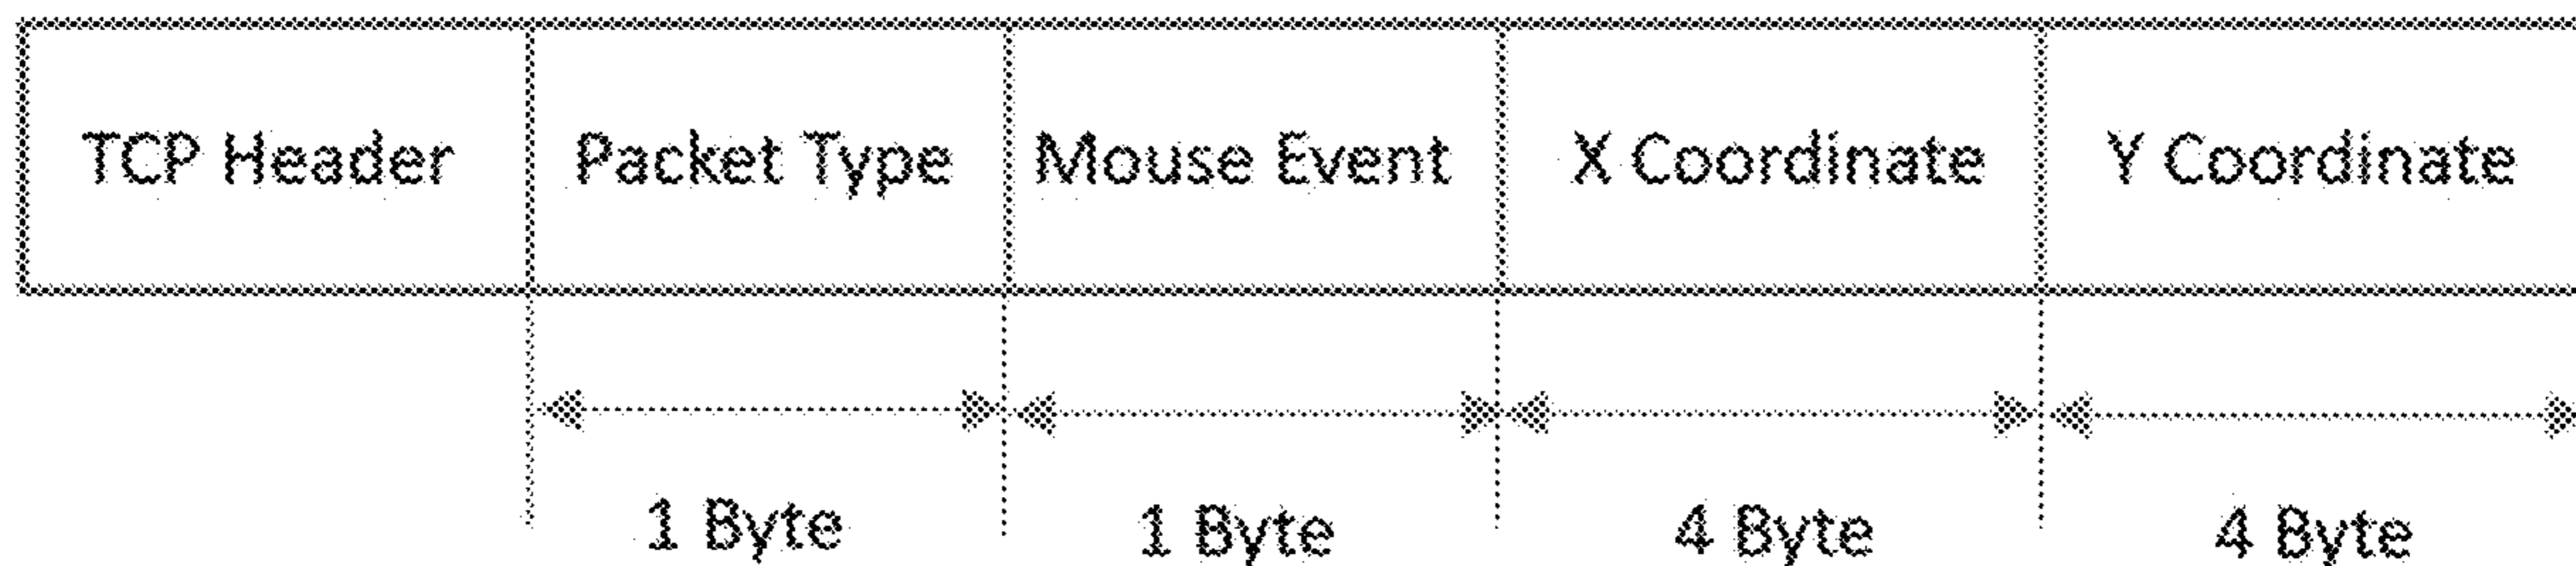 TCP Header Packet Type Mouse Event X Coordinate Y Coordinate
1 Byte 1 Byte 4 Byte 4 Byte